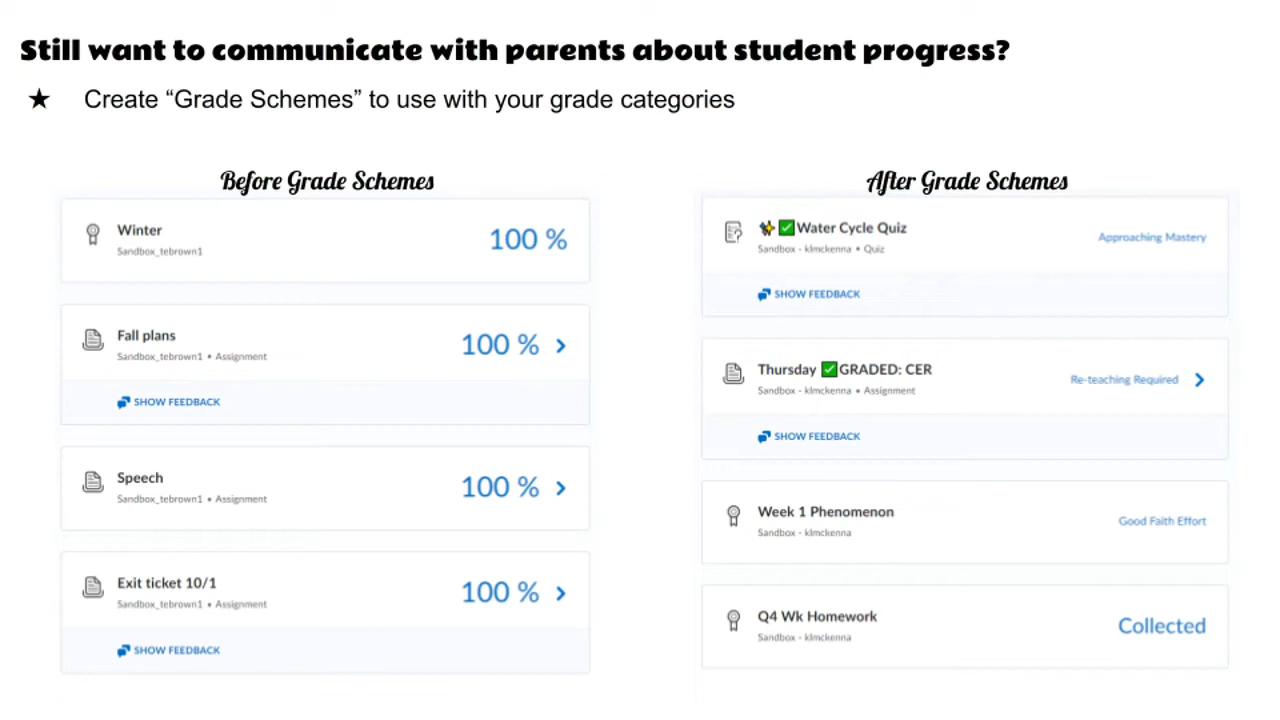 Still want to communicate with parents about student progress?
★ Create “Grade Schemes” to use with your grade categories
Before Grade Schemes
Winter
100 %
Sandbox_tebrown1
Fall plans
100 %
Sandbox_tebrown1 • Assignment
SHOW FEEDBACK
Speech
100 %
Sandbox_tebrown1 • Assignment
Exit ticket 10/1
100 %
Sandbox_tebrown1 • Assignment
SHOW FEEDBACK
After Grade Schemes
✨✅Water Cycle Quiz
Approaching Mastery
Sandbox - klmckenna • Quiz
SHOW FEEDBACK
Thursday ✅GRADED: CER
Re-teaching Required
Sandbox - klmckenna • Assignment
SHOW FEEDBACK
Week 1 Phenomenon
Good Faith Effort
Sandbox - klmckenna
Q4 Wk Homework
Collected
Sandbox - klmckenna